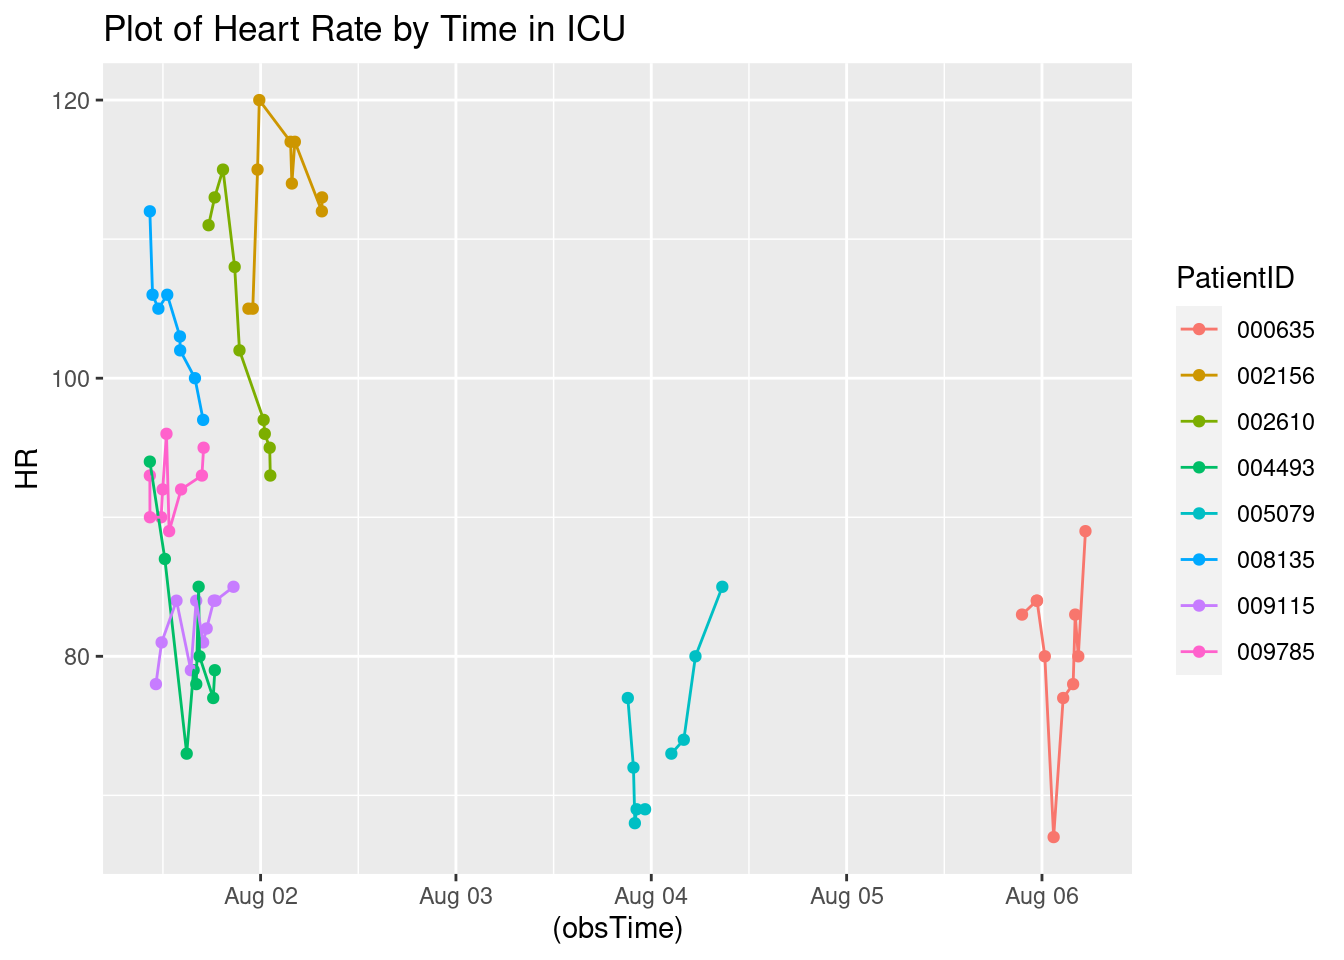 Plot of Heart Rate by Time in ICU
120
100
80
HR
Aug 02
Aug 03
Aug 04
Aug 05
Aug 06
(obsTime)
PatientID
000635
002156
002610
004493
005079
008135
009115
009785